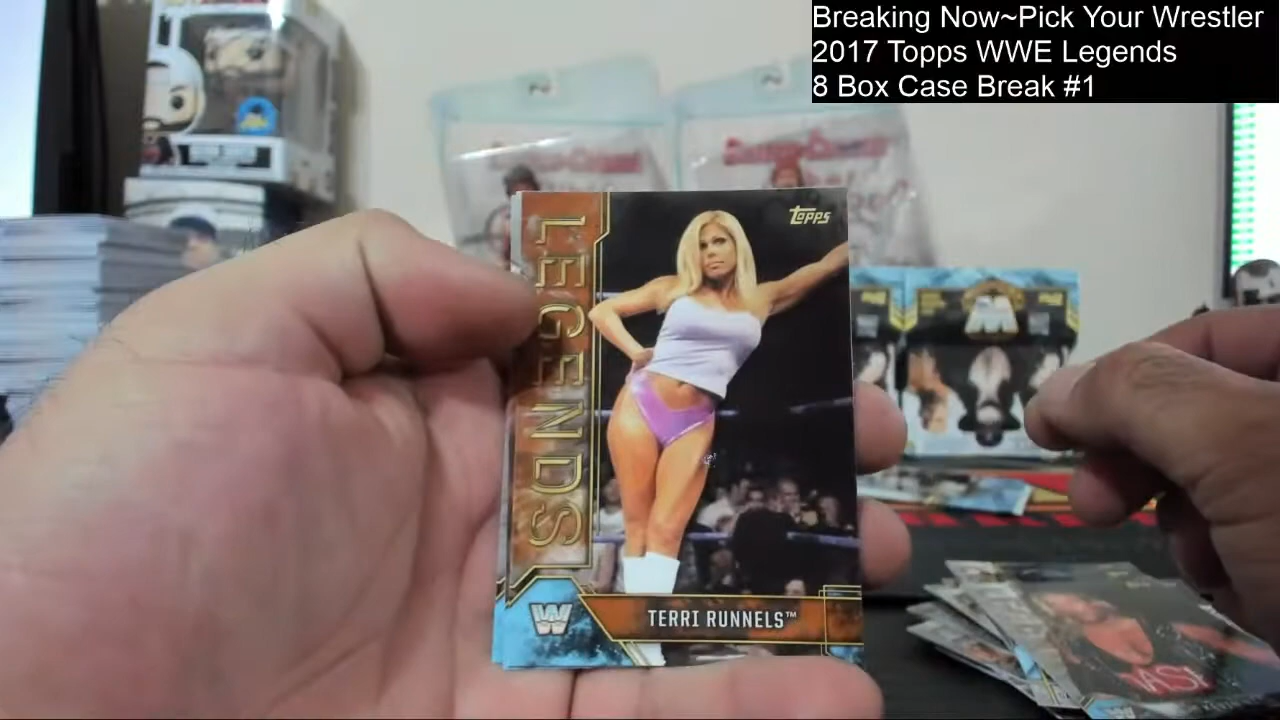 Breaking Now~Pick Your Wrestler
2017 Topps WWE Legends
8 Box Case Break #1
Topps
LEGENDS
W
TERRI RUNNELS™